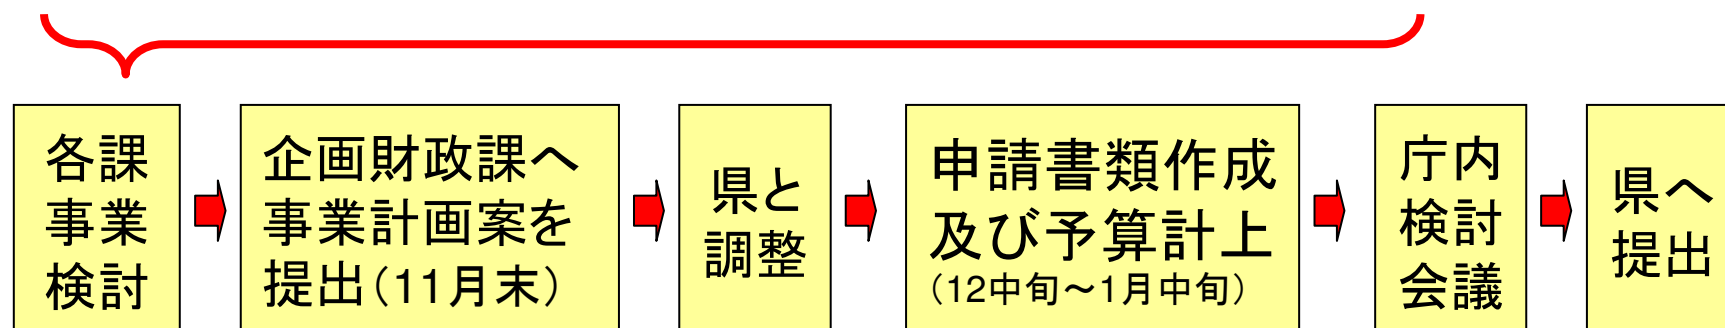 各課
事業
検討
企画財政課へ
事業計画案を
提出（11月末）
県と
調整
申請書類作成
及び予算計上
（12中旬～1月中旬）
庁内
検討
会議
県へ
提出